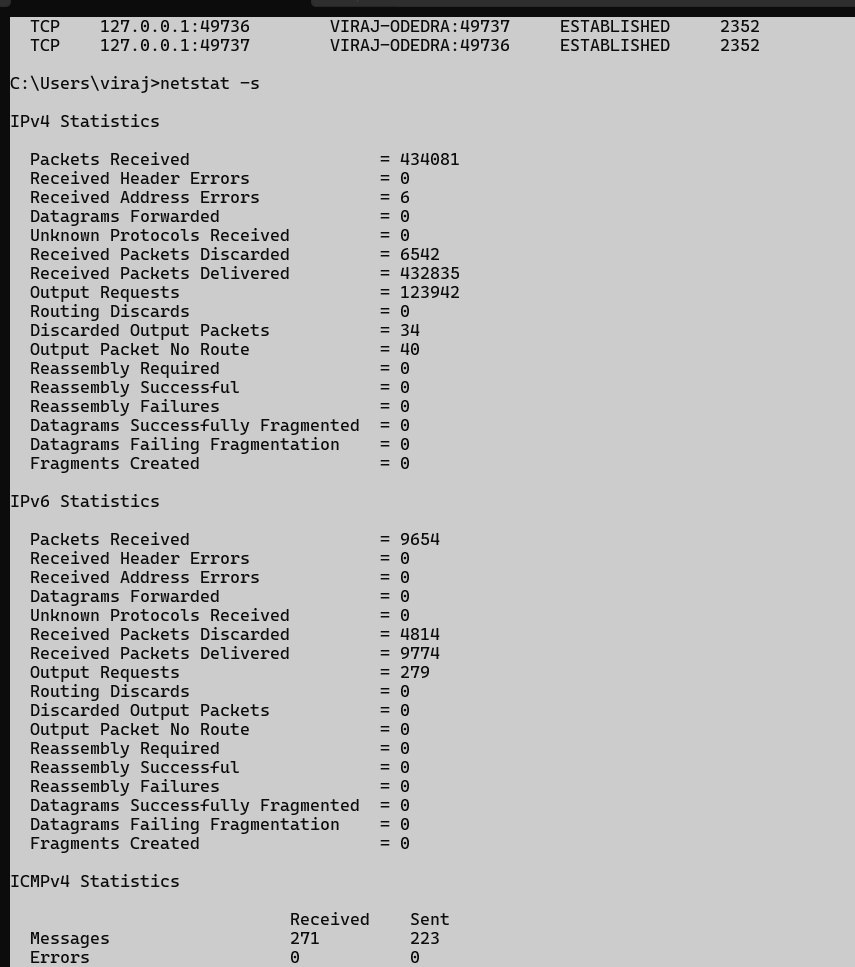 TCP 127.0.0.1:49736 VIRAJ-ODEDRA:49737 ESTABLISHED 2352
TCP 127.0.0.1:49737 VIRAJ-ODEDRA:49736 ESTABLISHED 2352
C:\Users\viraj>netstat -s
IPv4 Statistics
Packets Received = 434081
Received Header Errors = 0
Received Address Errors = 6
Datagrams Forwarded = 0
Unknown Protocols Received = 0
Received Packets Discarded = 6542
Received Packets Delivered = 432835
Output Requests = 123942
Routing Discards = 0
Discarded Output Packets = 34
Output Packet No Route = 40
Reassembly Required = 0
Reassembly Successful = 0
Reassembly Failures = 0
Datagrams Successfully Fragmented = 0
Datagrams Failing Fragmentation = 0
Fragments Created = 0
IPv6 Statistics
Packets Received = 9654
Received Header Errors = 0
Received Address Errors = 0
Datagrams Forwarded = 0
Unknown Protocols Received = 0
Received Packets Discarded = 4814
Received Packets Delivered = 9774
Output Requests = 279
Routing Discards = 0
Discarded Output Packets = 0
Output Packet No Route = 0
Reassembly Required = 0
Reassembly Successful = 0
Reassembly Failures = 0
Datagrams Successfully Fragmented = 0
Datagrams Failing Fragmentation = 0
Fragments Created = 0
ICMPv4 Statistics
Received Sent
Messages 271 223
Errors 0 0